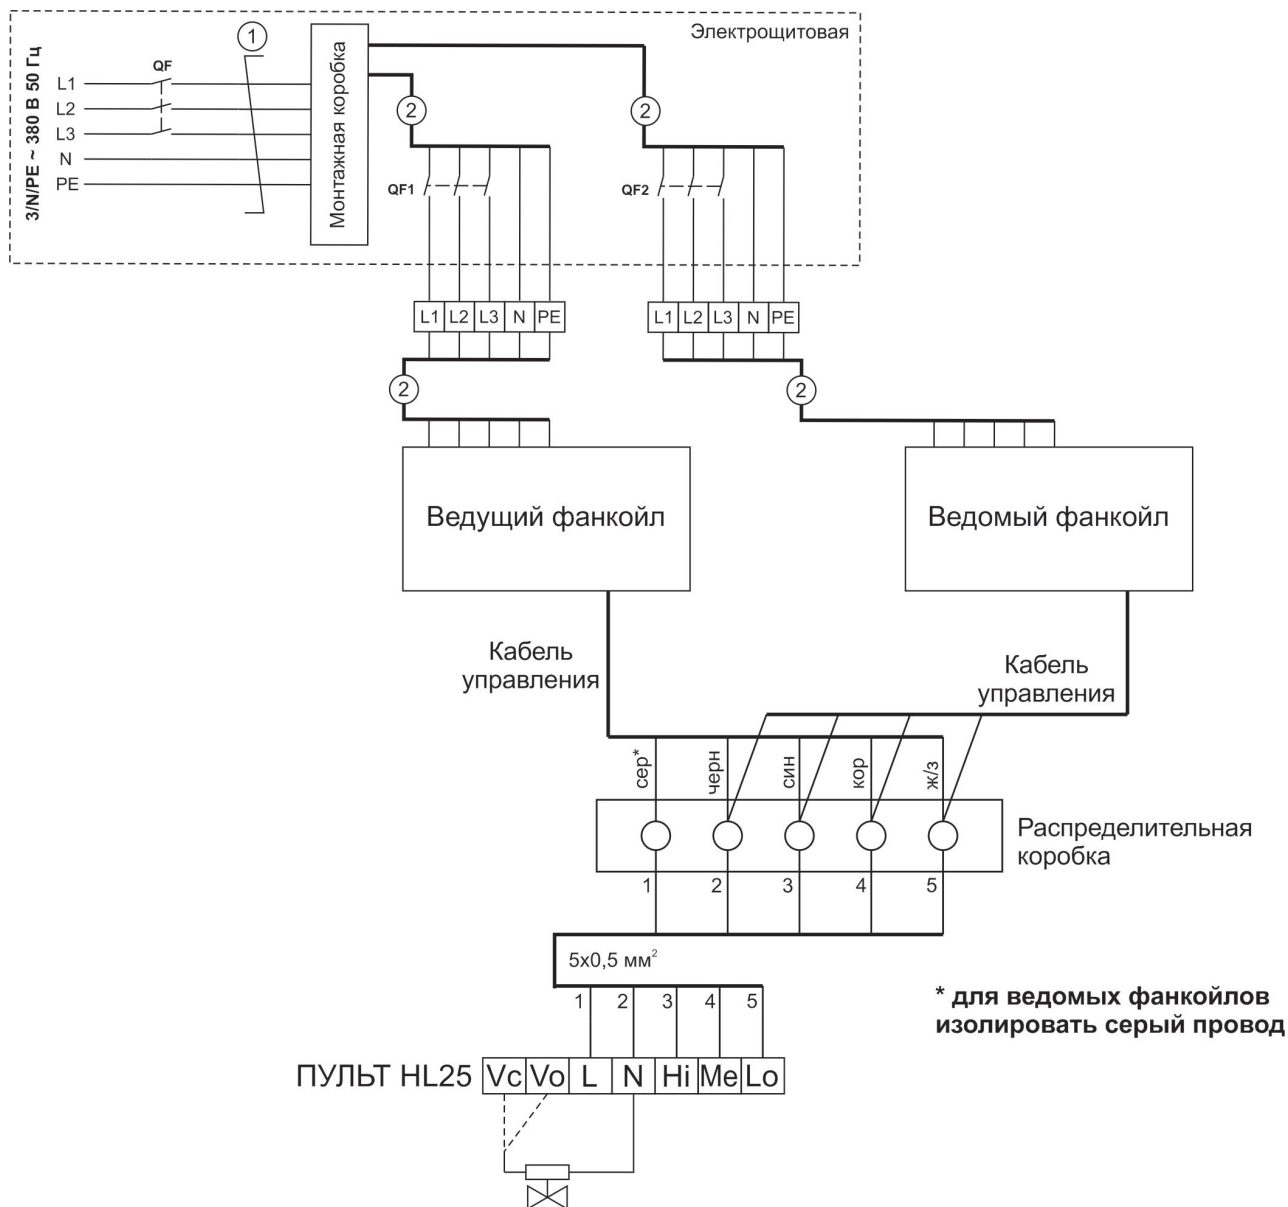 Электрощитовая
3/N/PE ~ 380 В 50 Гц
L1
L2
L3
N
PE
QF
1
Монтажная коробка
2
2
QF1
QF2
L1 L2 L3 N PE
L1 L2 L3 N PE
2
2
Ведущий фанкойл
Ведомый фанкойл
Кабель
управления
Кабель
управления
сер*
черн
син
кор
ж/з
Распределительная
коробка
1 2 3 4 5
5x0,5 мм²
1 2 3 4 5
* для ведомых фанкойлов
изолировать серый провод
ПУЛЬТ HL25 Vc Vo L N Hi Me Lo